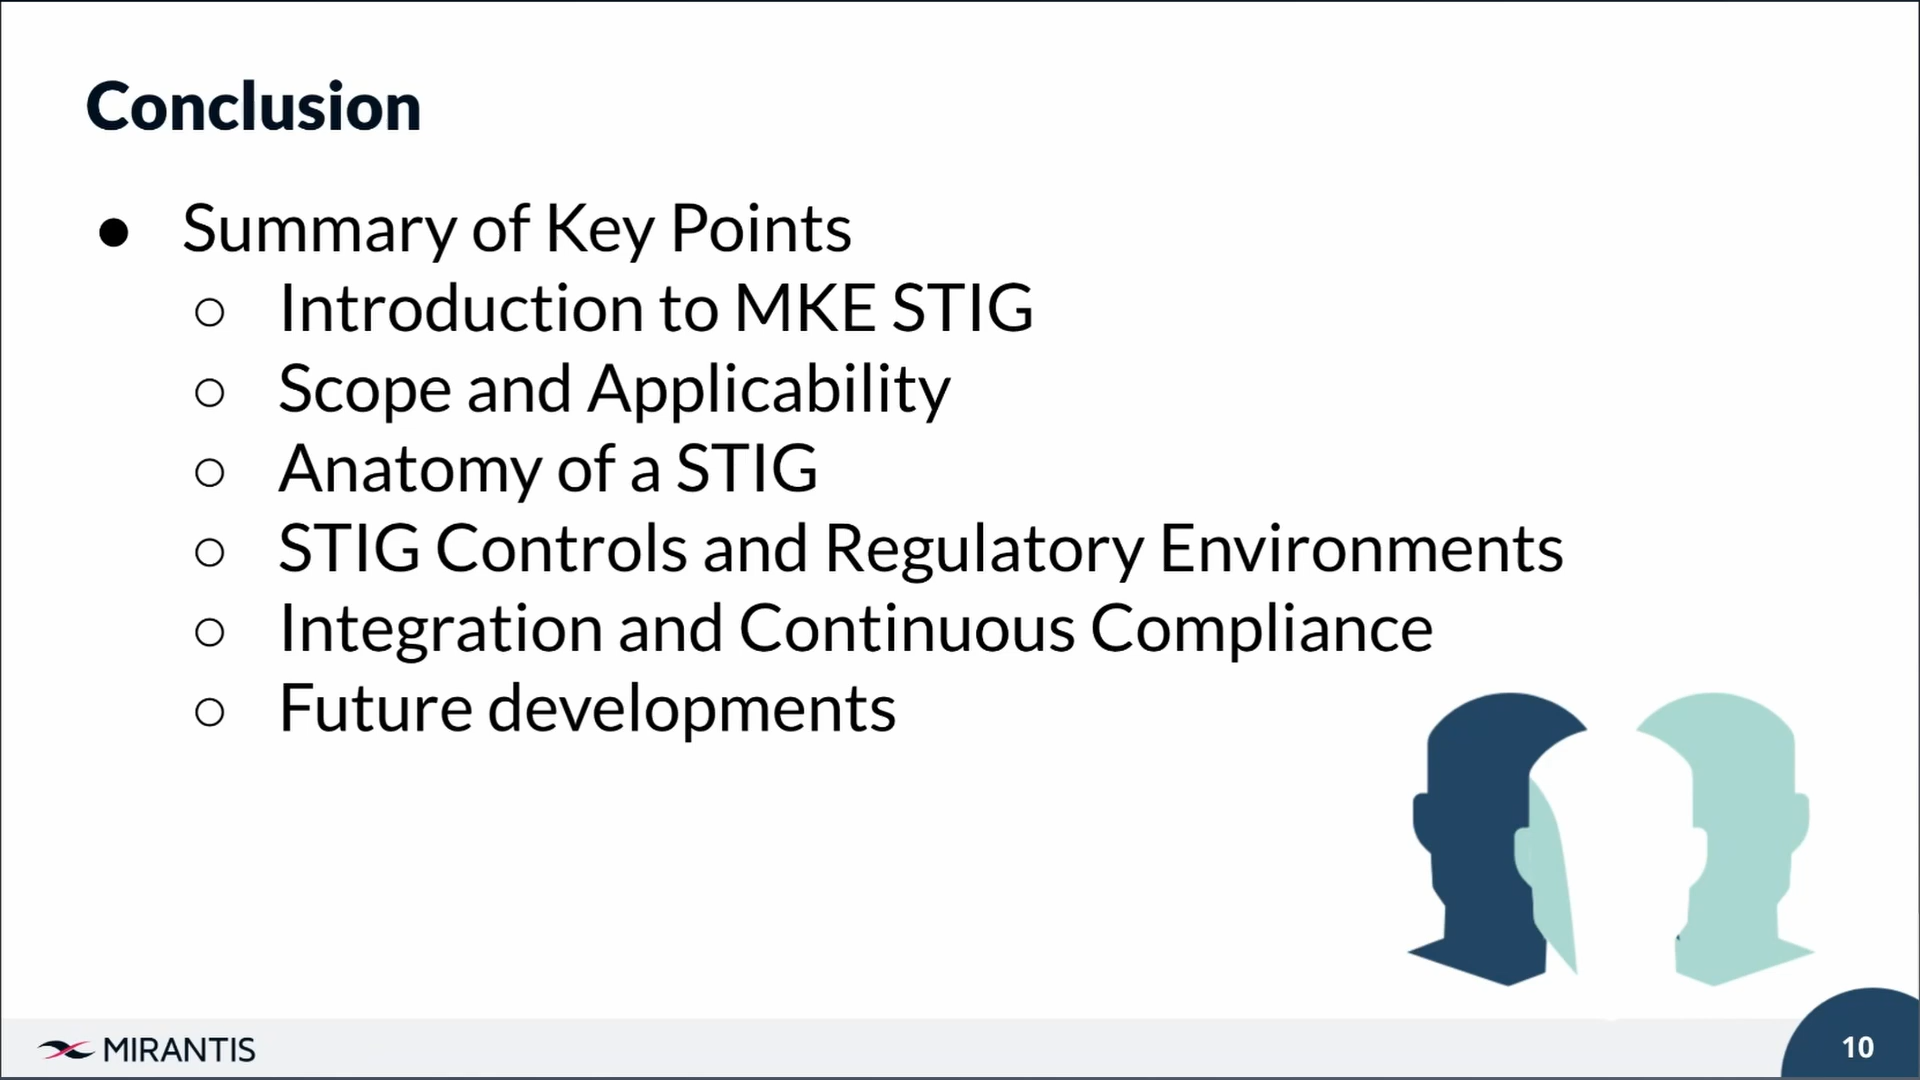 Conclusion
● Summary of Key Points
○ Introduction to MKE STIG
○ Scope and Applicability
○ Anatomy of a STIG
○ STIG Controls and Regulatory Environments
○ Integration and Continuous Compliance
○ Future developments
MIRANTIS
10